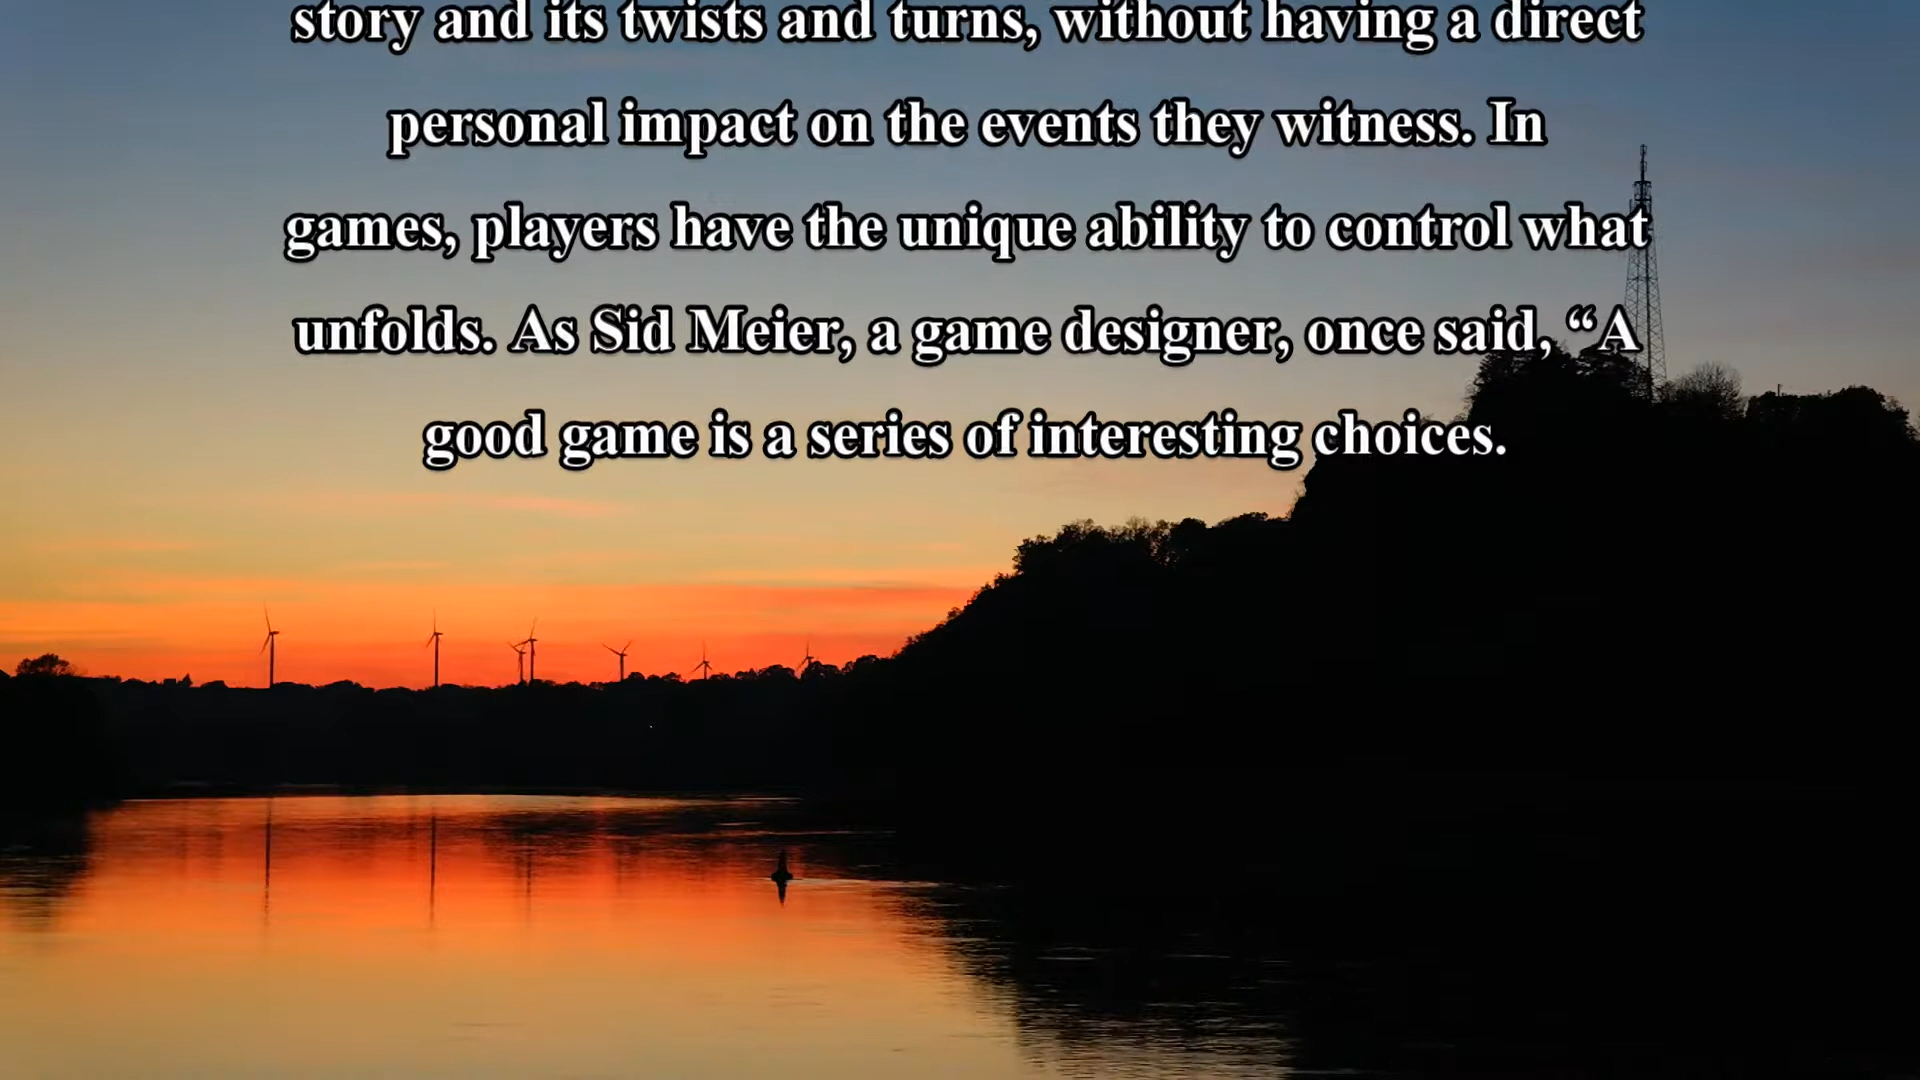 story and its twists and turns, without having a direct
personal impact on the events they witness. In
games, players have the unique ability to control what
unfolds. As Sid Meier, a game designer, once said, “A
good game is a series of interesting choices.